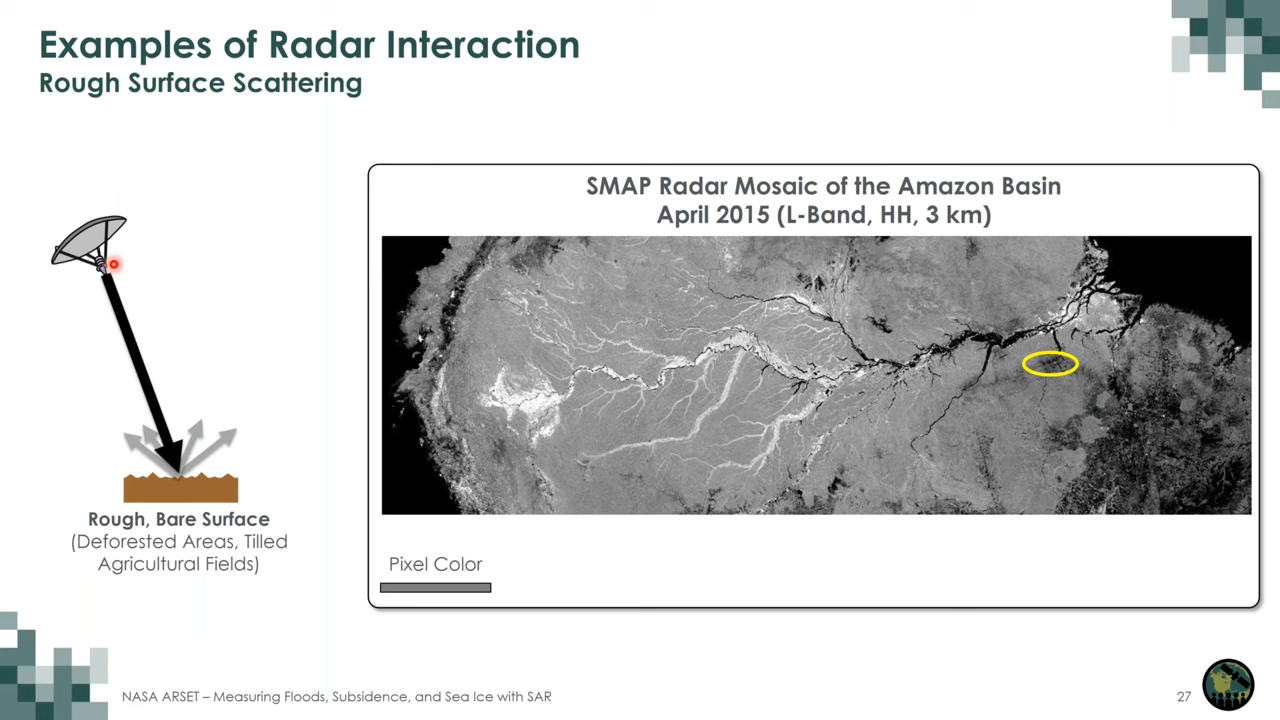 Examples of Radar Interaction
Rough Surface Scattering
SMAP Radar Mosaic of the Amazon Basin
April 2015 (L-Band, HH, 3 km)
Rough, Bare Surface
(Deforested Areas, Tilled
Agricultural Fields)
Pixel Color
NASA ARSET – Measuring Floods, Subsidence, and Sea Ice with SAR
27